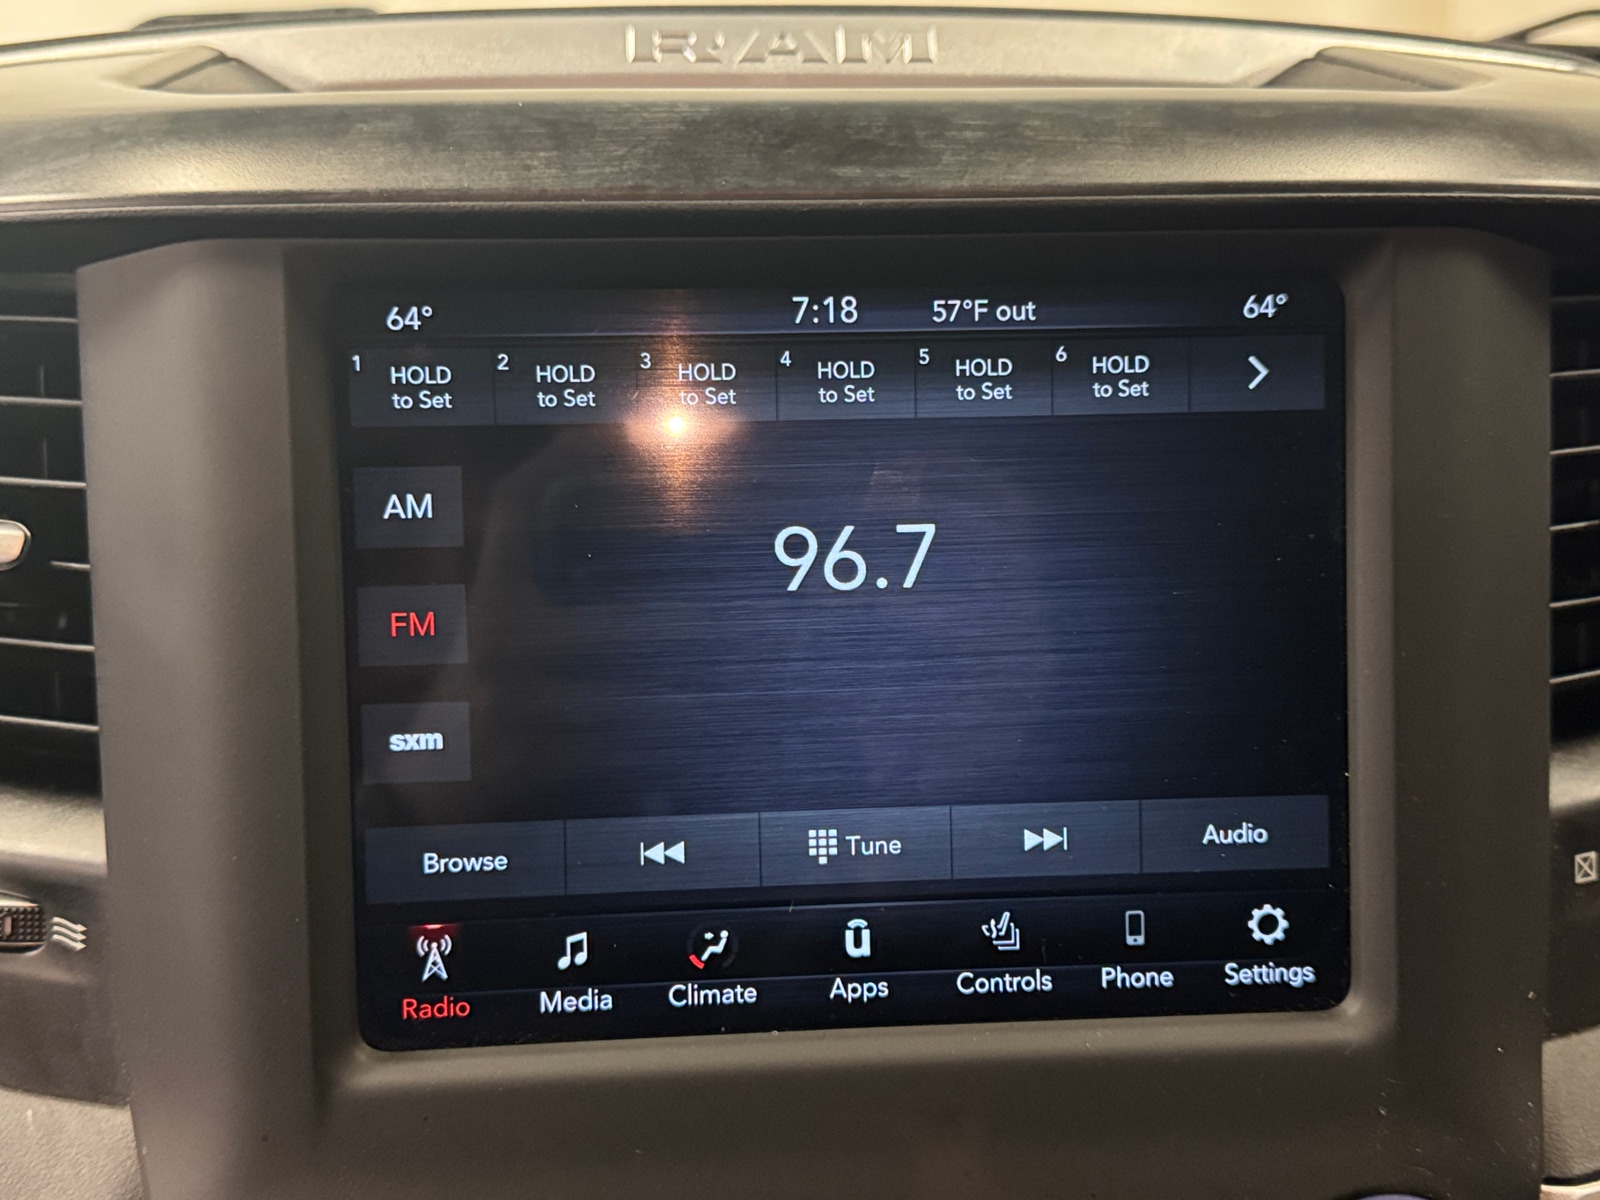 RAM
64° 7:18 57°F out 64°
1 HOLD to Set
2 HOLD to Set
3 HOLD to Set
4 HOLD to Set
5 HOLD to Set
6 HOLD to Set
AM
96.7
FM
sxm
Browse Tune Audio
Radio Media Climate Apps Controls Phone Settings